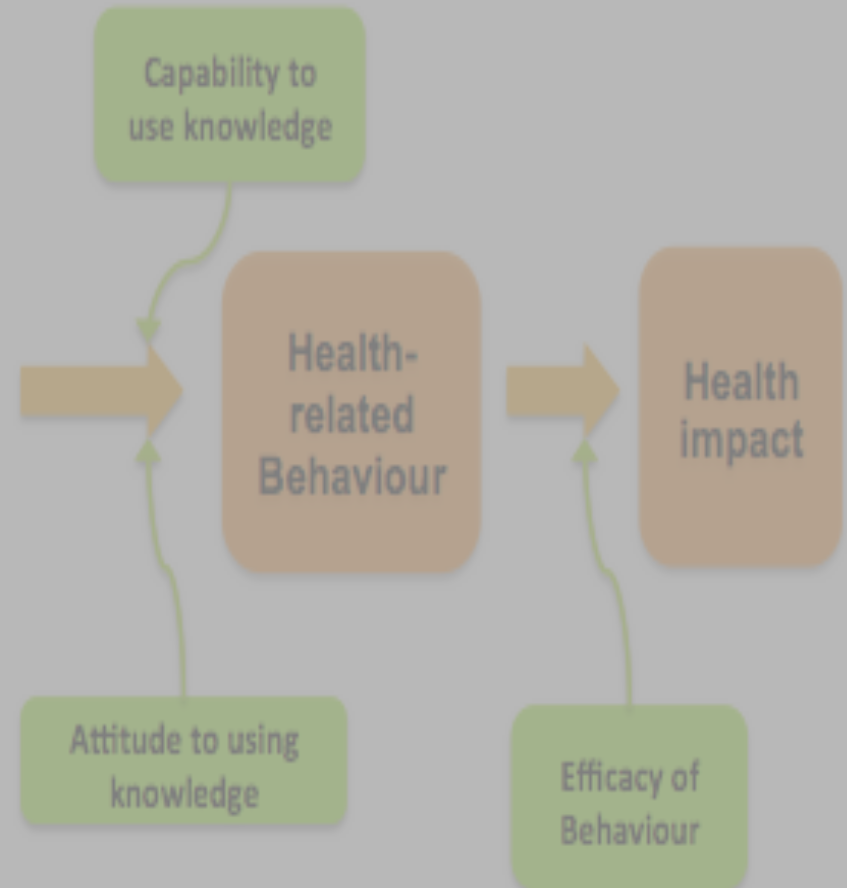 Capability to
use knowledge
Health-
related
Behaviour
Health
impact
Attitude to using
knowledge
Efficacy of
Behaviour